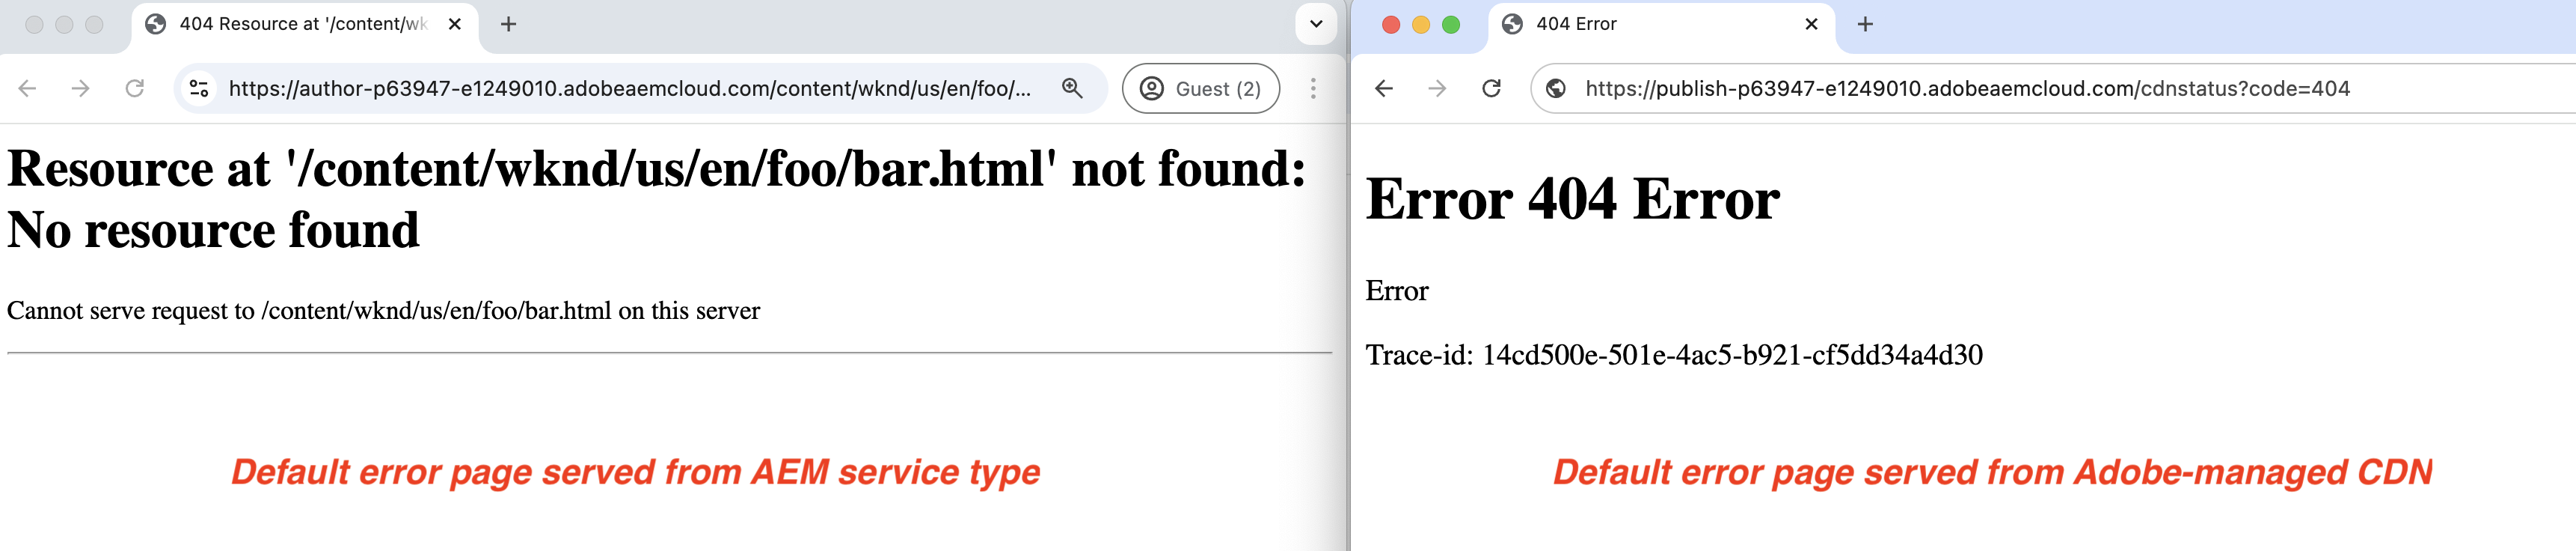 404 Resource at '/content/wk
https://author-p63947-e1249010.adobeaemcloud.com/content/wknd/us/en/foo/...
Guest (2)
Resource at '/content/wknd/us/en/foo/bar.html' not found:
No resource found
Cannot serve request to /content/wknd/us/en/foo/bar.html on this server
Default error page served from AEM service type
404 Error
https://publish-p63947-e1249010.adobeaemcloud.com/cdnstatus?code=404
Error 404 Error
Error
Trace-id: 14cd500e-501e-4ac5-b921-cf5dd34a4d30
Default error page served from Adobe-managed CDN